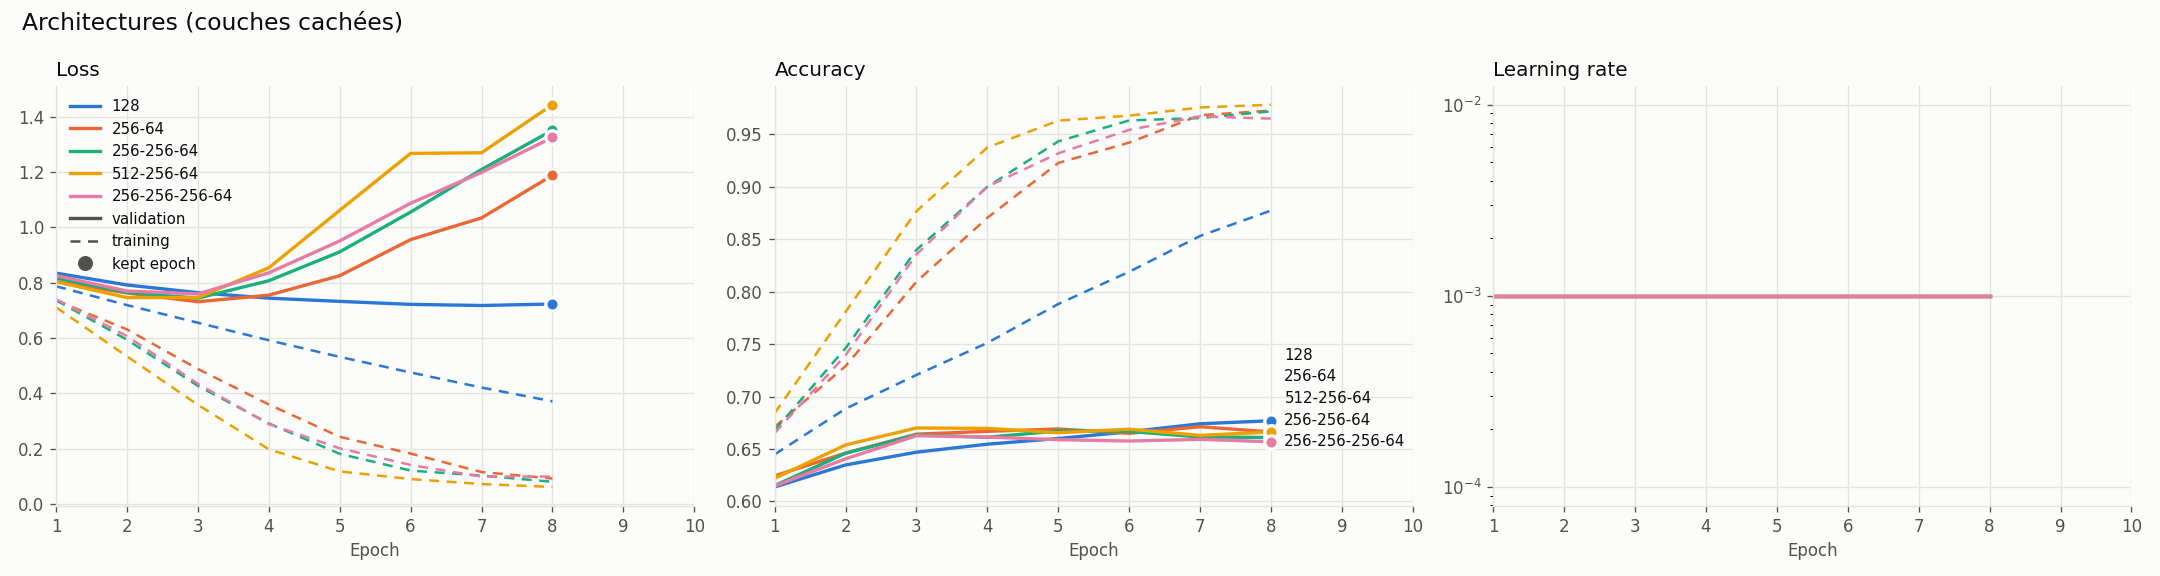 Architectures (couches cachées)
Loss
128
256-64
256-256-64
512-256-64
256-256-256-64
validation
training
kept epoch
1.4
1.2
1.0
0.8
0.6
0.4
0.2
0.0
1 2 3 4 5 6 7 8 9 10
Epoch
Accuracy
0.95
0.90
0.85
0.80
0.75
0.70
0.65
0.60
128
256-64
512-256-64
256-256-64
256-256-256-64
1 2 3 4 5 6 7 8 9 10
Epoch
Learning rate
10⁻²
10⁻³
10⁻⁴
1 2 3 4 5 6 7 8 9 10
Epoch